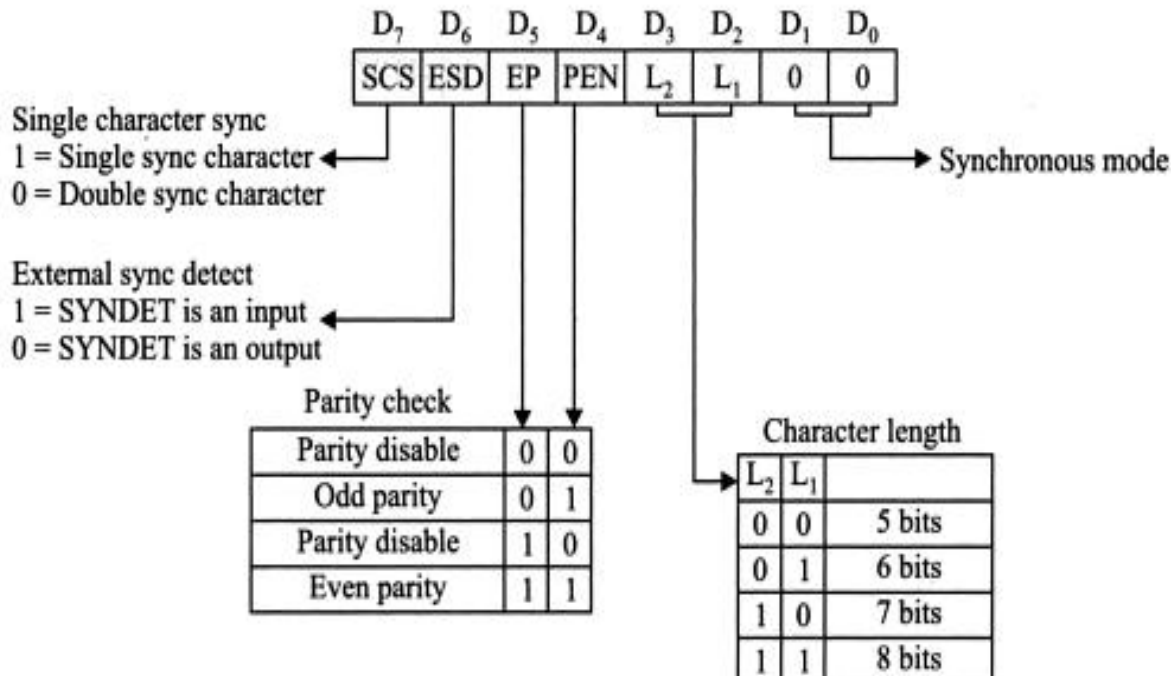 D₇ D₆ D₅ D₄ D₃ D₂ D₁ D₀
SCS ESD EP PEN L₂ L₁ 0 0
Single character sync
1 = Single sync character
0 = Double sync character
Synchronous mode
External sync detect
1 = SYNDET is an input
0 = SYNDET is an output
Parity check
Parity disable 0 0
Odd parity 0 1
Parity disable 1 0
Even parity 1 1
Character length
L₂ L₁
0 0 5 bits
0 1 6 bits
1 0 7 bits
1 1 8 bits